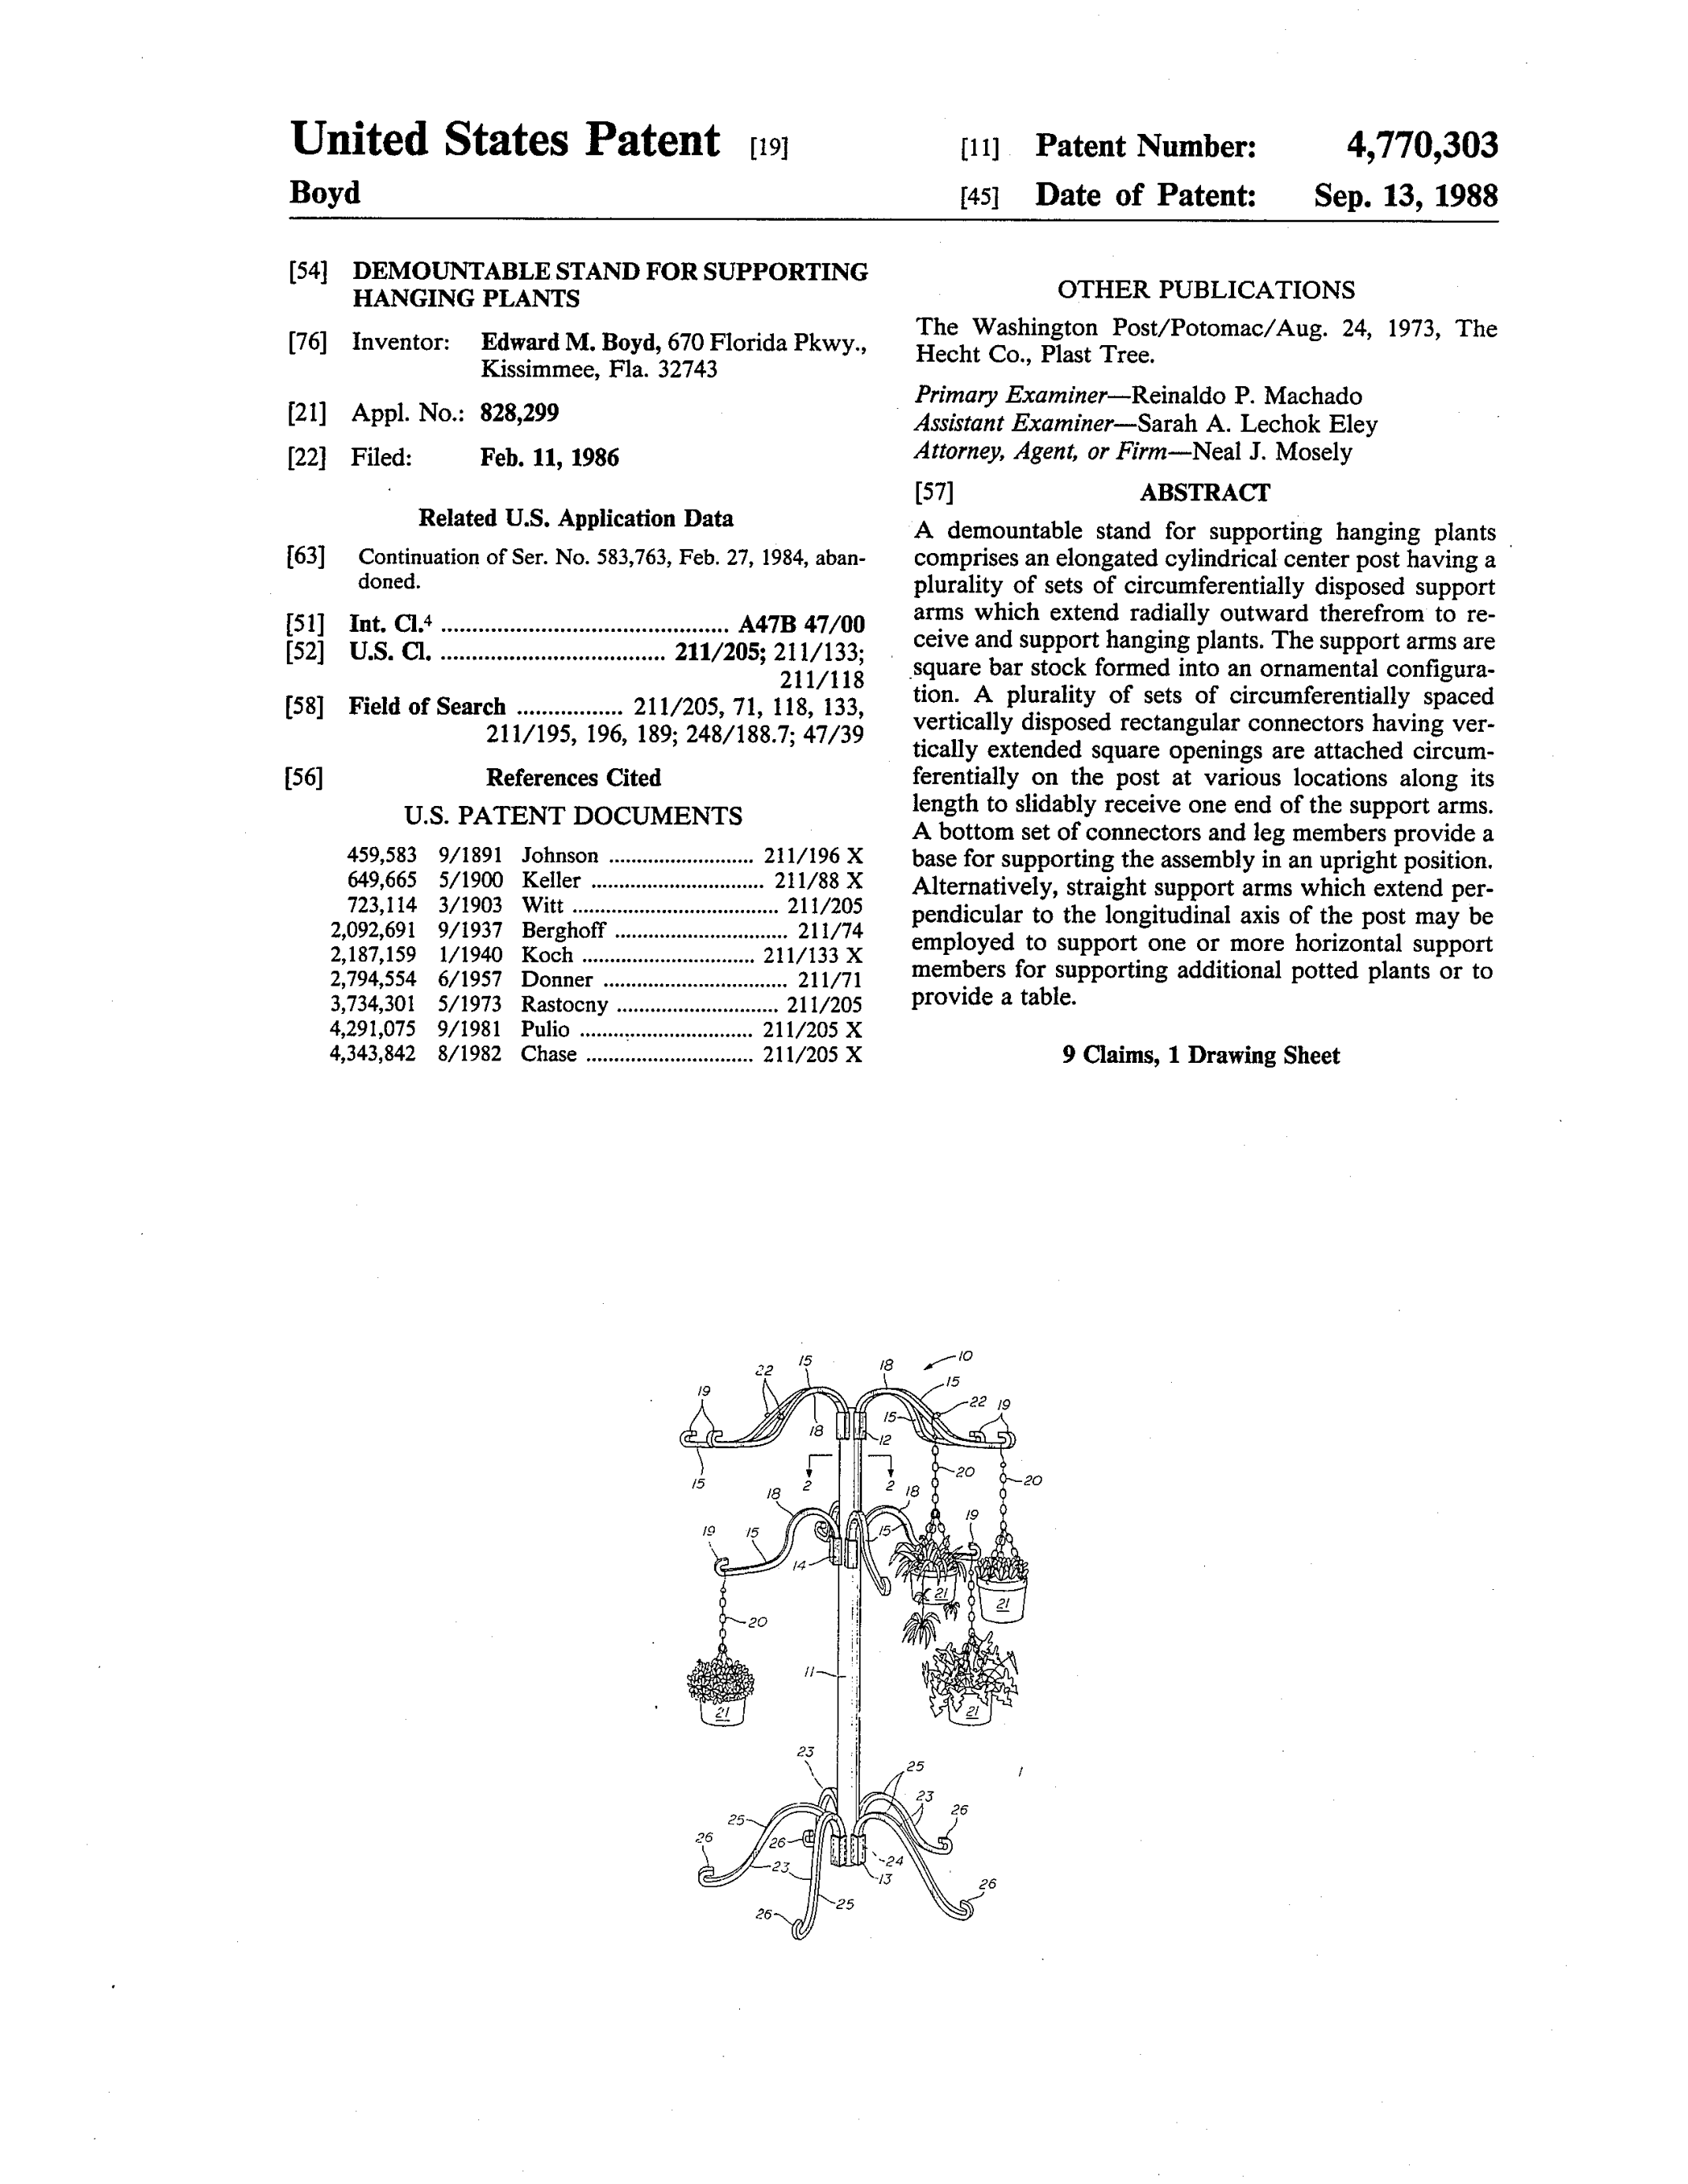 United States Patent [19]
Boyd
[11] Patent Number: 4,770,303
[45] Date of Patent: Sep. 13, 1988
[54] DEMOUNTABLE STAND FOR SUPPORTING
HANGING PLANTS
[76] Inventor: Edward M. Boyd, 670 Florida Pkwy.,
Kissimmee, Fla. 32743
[21] Appl. No.: 828,299
[22] Filed: Feb. 11, 1986
Related U.S. Application Data
[63] Continuation of Ser. No. 583,763, Feb. 27, 1984, aban-
doned.
[51] Int. Cl.4 .............................................. A47B 47/00
[52] U.S. Cl. .................................... 211/205; 211/133;
211/118
[58] Field of Search ................. 211/205, 71, 118, 133,
211/195, 196, 189; 248/188.7; 47/39
[56] References Cited
U.S. PATENT DOCUMENTS
459,583 9/1891 Johnson .......................... 211/196 X
649,665 5/1900 Keller ............................... 211/88 X
723,114 3/1903 Witt ..................................... 211/205
2,092,691 9/1937 Berghoff ............................... 211/74
2,187,159 1/1940 Koch ............................... 211/133 X
2,794,554 6/1957 Donner ................................. 211/71
3,734,301 5/1973 Rastocny ............................. 211/205
4,291,075 9/1981 Pulio ............................... 211/205 X
4,343,842 8/1982 Chase .............................. 211/205 X
OTHER PUBLICATIONS
The Washington Post/Potomac/Aug. 24, 1973, The
Hecht Co., Plast Tree.
Primary Examiner—Reinaldo P. Machado
Assistant Examiner—Sarah A. Lechok Eley
Attorney, Agent, or Firm—Neal J. Mosely
[57] ABSTRACT
A demountable stand for supporting hanging plants
comprises an elongated cylindrical center post having a
plurality of sets of circumferentially disposed support
arms which extend radially outward therefrom to re-
ceive and support hanging plants. The support arms are
square bar stock formed into an ornamental configura-
tion. A plurality of sets of circumferentially spaced
vertically disposed rectangular connectors having ver-
tically extended square openings are attached circum-
ferentially on the post at various locations along its
length to slidably receive one end of the support arms.
A bottom set of connectors and leg members provide a
base for supporting the assembly in an upright position.
Alternatively, straight support arms which extend per-
pendicular to the longitudinal axis of the post may be
employed to support one or more horizontal support
members for supporting additional potted plants or to
provide a table.
9 Claims, 1 Drawing Sheet
15 18 10
22 15
19 22 19
15
18 12
15 20 20
2 2
18 18
19 15 15 19
14
21 21
20
11
21 21
23
25
23
25 26
26 26
24
23 13
26
25
26